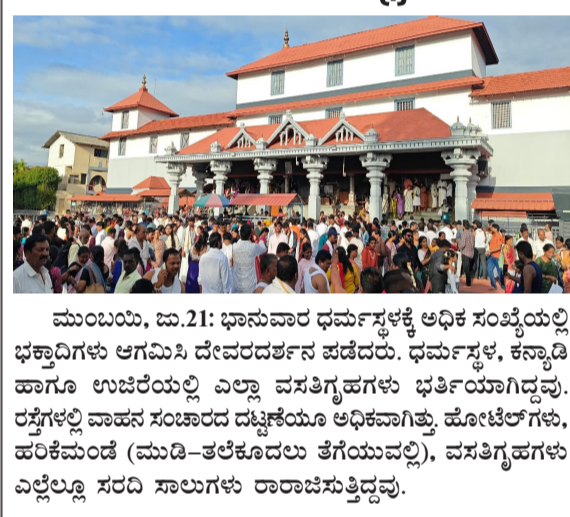 ಮುಂಬಯಿ, ಜು.21: ಭಾನುವಾರ ಧರ್ಮಸ್ಥಳಕ್ಕೆ ಅಧಿಕ ಸಂಖ್ಯೆಯಲ್ಲಿ
ಭಕ್ತಾದಿಗಳು ಆಗಮಿಸಿ ದೇವರದರ್ಶನ ಪಡೆದರು. ಧರ್ಮಸ್ಥಳ, ಕನ್ಯಾಡಿ
ಹಾಗೂ ಉಜಿರೆಯಲ್ಲಿ ಎಲ್ಲಾ ವಸತಿಗೃಹಗಳು ಭರ್ತಿಯಾಗಿದ್ದವು.
ರಸ್ತೆಗಳಲ್ಲಿ ವಾಹನ ಸಂಚಾರದ ದಟ್ಟಣೆಯೂ ಅಧಿಕವಾಗಿತ್ತು. ಹೋಟೆಲ್‌ಗಳು,
ಹರಿಕೆಮಂಡೆ (ಮುಡಿ-ತಲೆಕೂದಲು ತೆಗೆಯುವಲ್ಲಿ), ವಸತಿಗೃಹಗಳು
ಎಲ್ಲೆಲ್ಲೂ ಸರದಿ ಸಾಲುಗಳು ರಾರಾಜಿಸುತ್ತಿದ್ದವು.